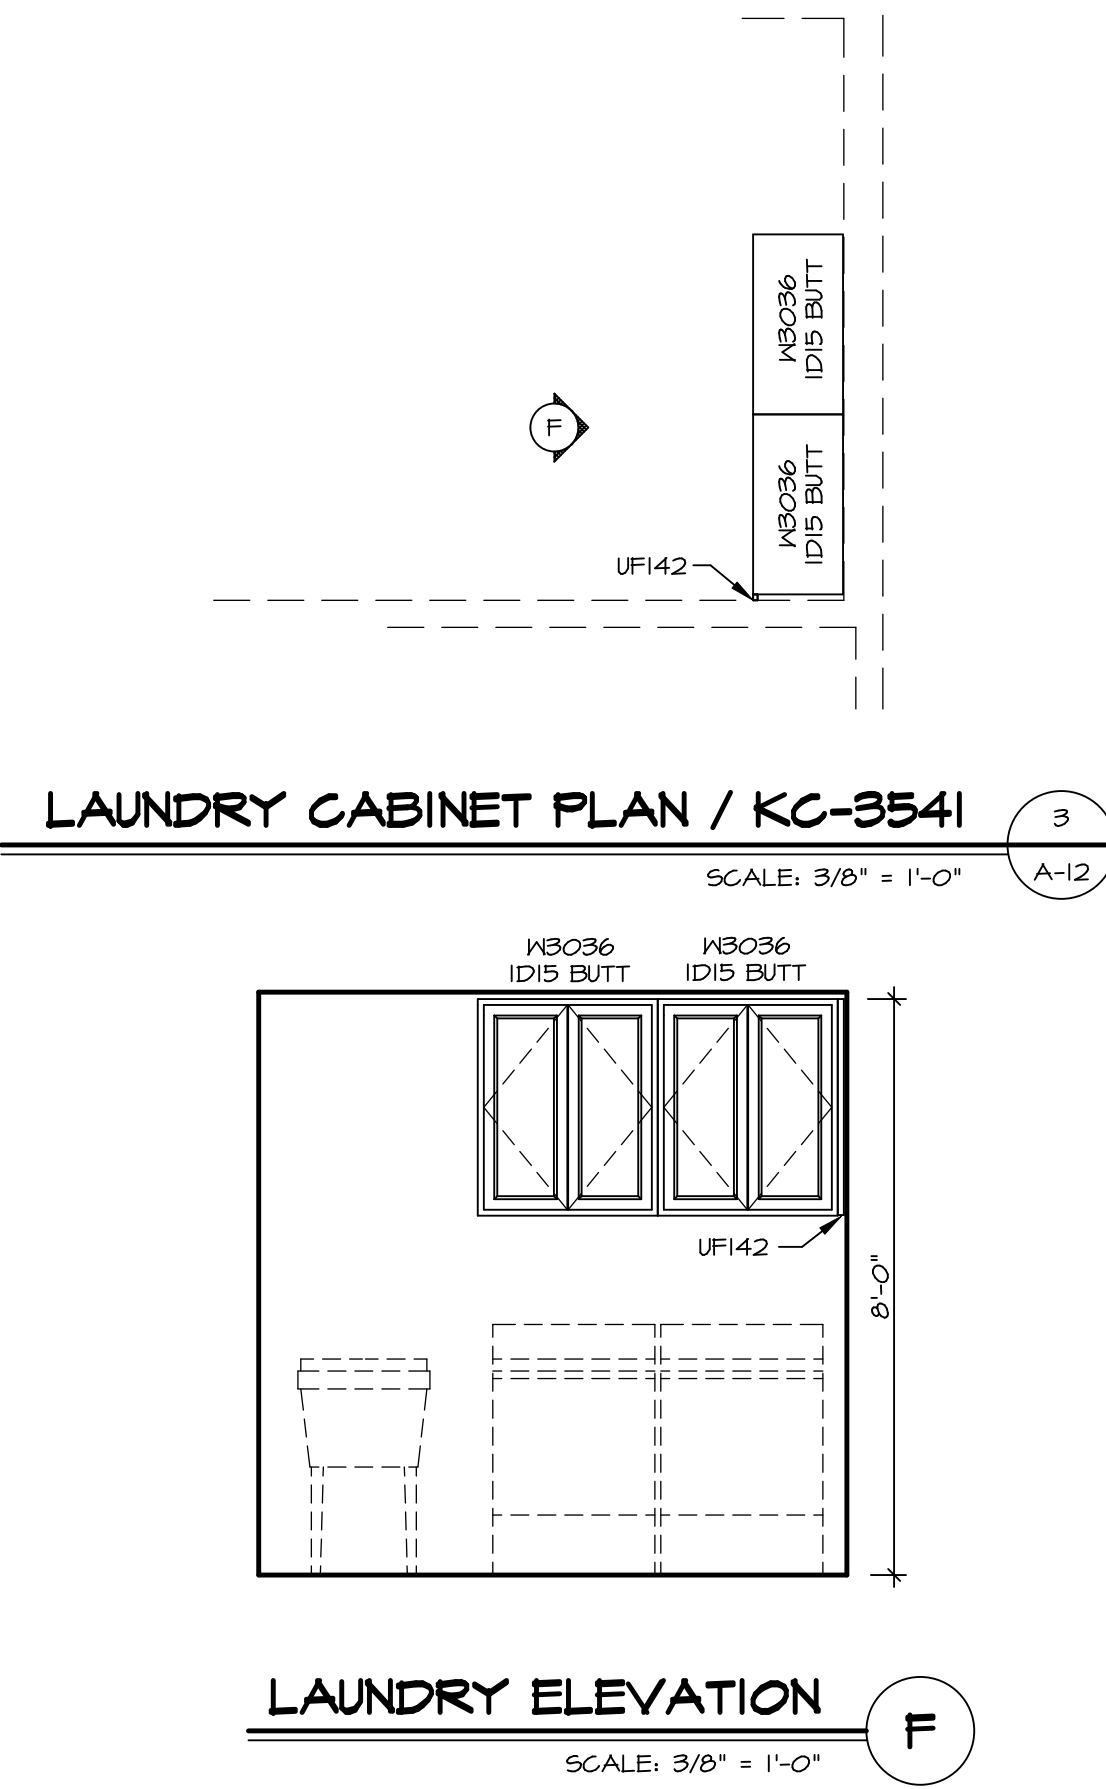 W3036
1D15 BUTT
F
W3036
1D15 BUTT
UF142
LAUNDRY CABINET PLAN / KC-3541
3
A-12
SCALE: 3/8" = 1'-0"
W3036
1D15 BUTT
W3036
1D15 BUTT
UF142
8'-0"
LAUNDRY ELEVATION
F
SCALE: 3/8" = 1'-0"